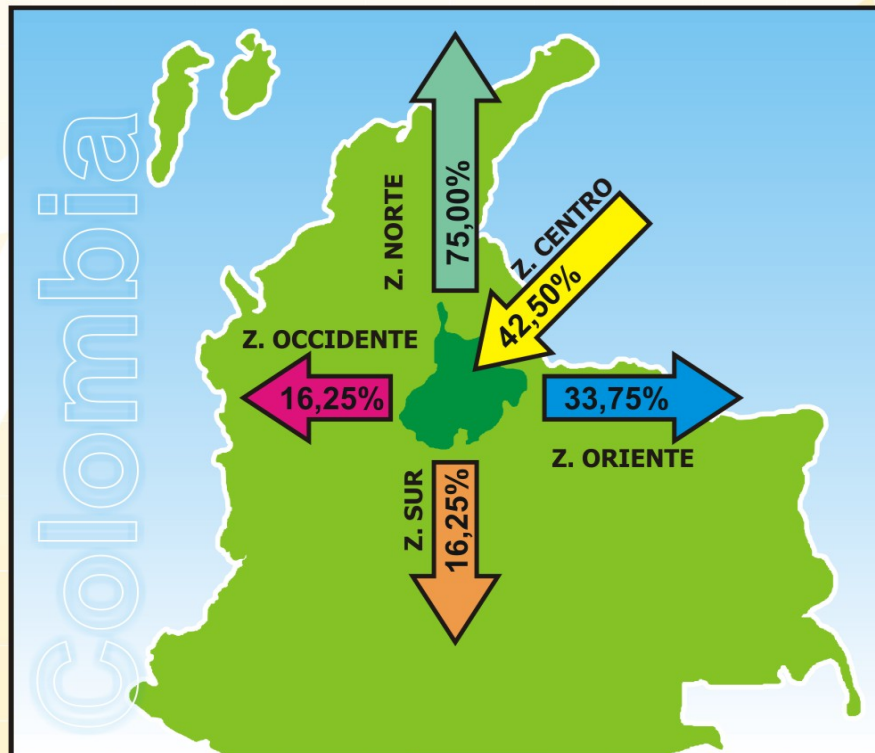 Colombia
Z. NORTE
75,00%
Z. CENTRO
42,50%
Z. OCCIDENTE
16,25%
33,75%
Z. ORIENTE
Z. SUR
16,25%